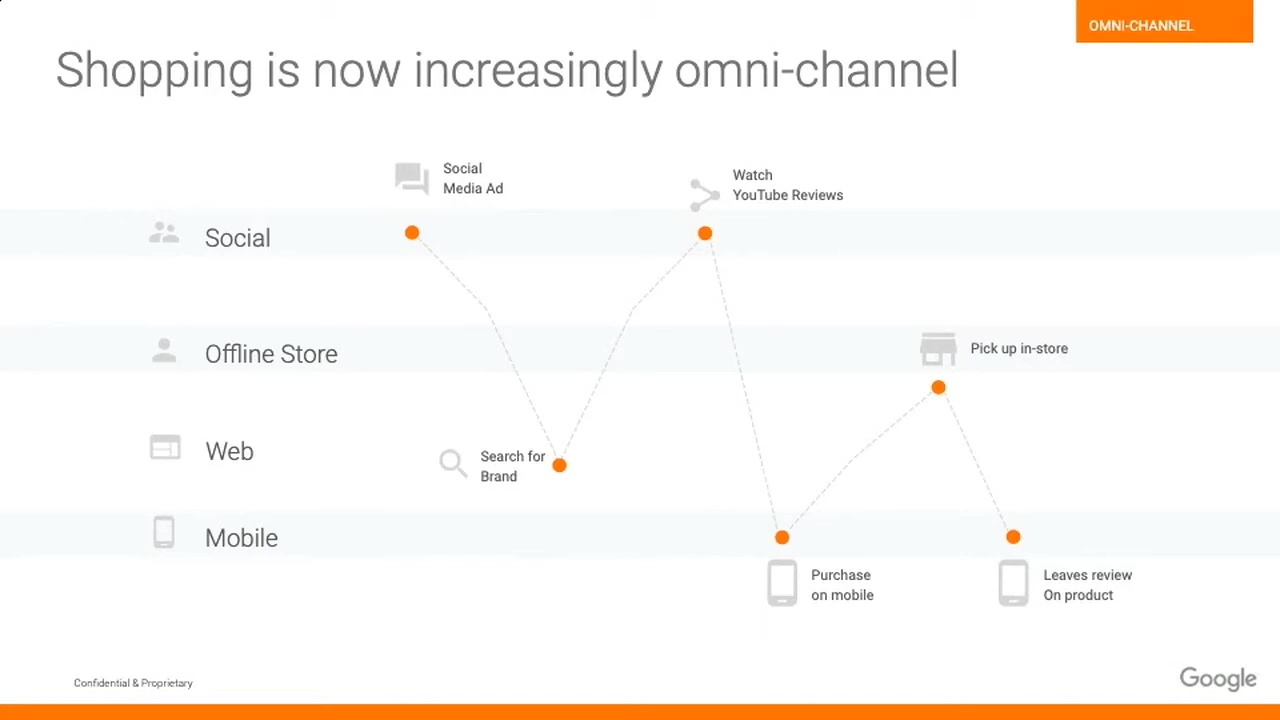 OMNI-CHANNEL
Shopping is now increasingly omni-channel
Social
Media Ad
Watch
YouTube Reviews
Social
Offline Store
Pick up in-store
Web
Search for
Brand
Mobile
Purchase
on mobile
Leaves review
On product
Confidential & Proprietary
Google